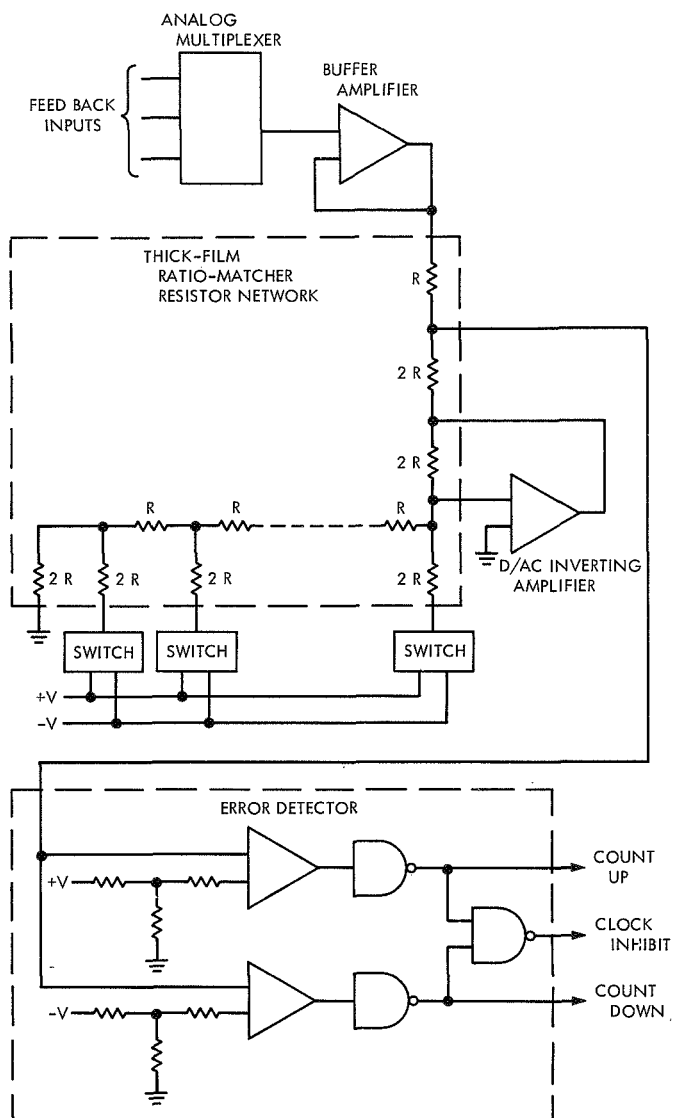 ANALOG
MULTIPLEXER
BUFFER
AMPLIFIER
FEED BACK
INPUTS
THICK-FILM
RATIO-MATCHER
RESISTOR NETWORK
R
2 R
2 R
R
R
R
2 R
2 R
2 R
2 R
D/AC INVERTING
AMPLIFIER
SWITCH
SWITCH
SWITCH
+V
-V
ERROR DETECTOR
+V
COUNT
UP
CLOCK
INHIBIT
-V
COUNT
DOWN